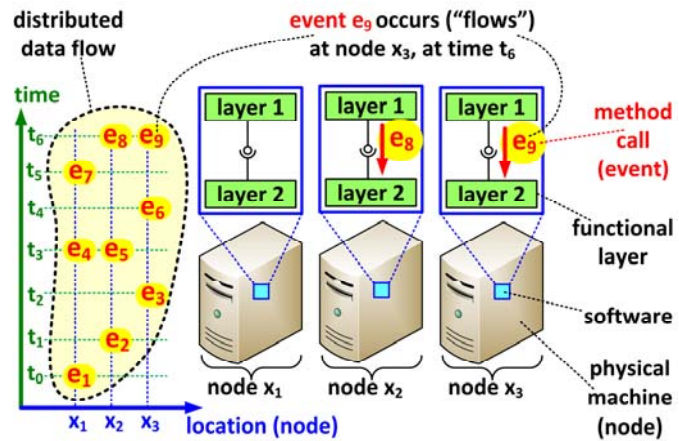 distributed
data flow
event e9 occurs (“flows”)
at node x3, at time t6
time
t6
e8
e9
t5
e7
t4
e6
t3
e4
e5
t2
e3
t1
e2
t0
e1
x1
x2
x3
location (node)
layer 1
layer 2
layer 1
e8
layer 2
layer 1
e9
layer 2
method
call
(event)
functional
layer
software
physical
machine
(node)
node x1
node x2
node x3